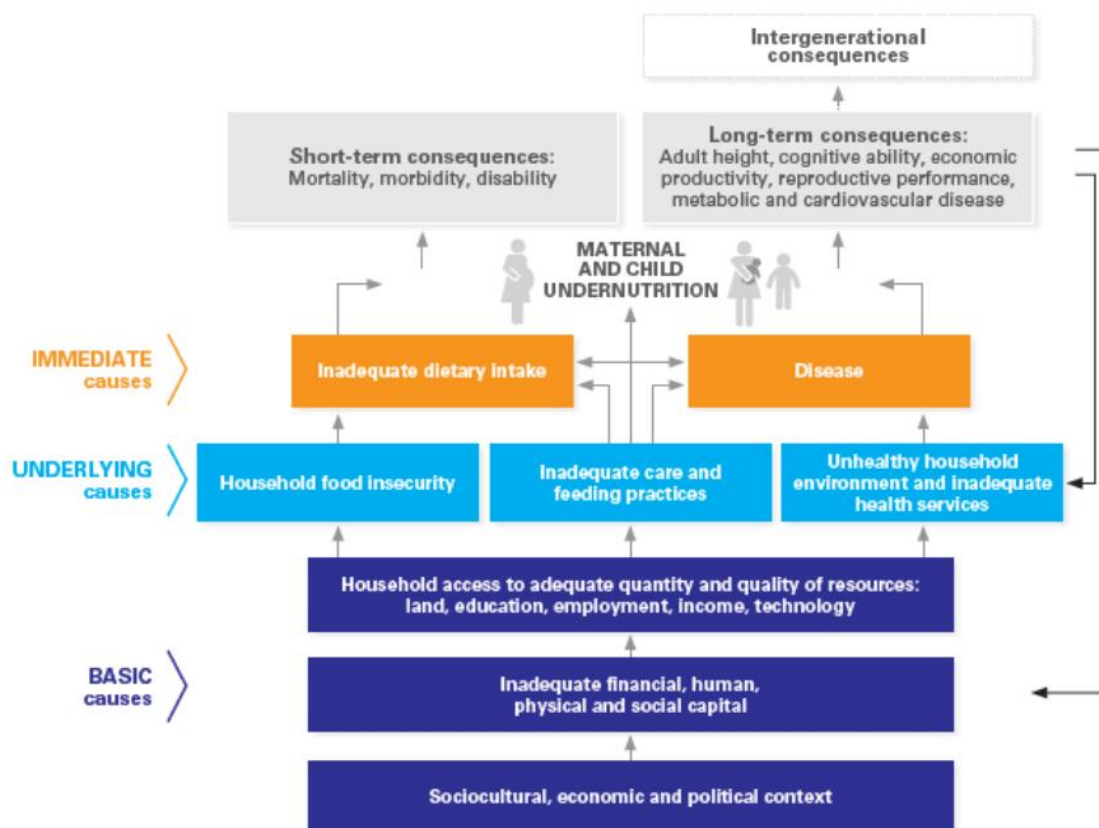 Intergenerational
consequences
Short-term consequences:
Mortality, morbidity, disability
Long-term consequences:
Adult height, cognitive ability, economic
productivity, reproductive performance,
metabolic and cardiovascular disease
MATERNAL
AND CHILD
UNDERNUTRITION
IMMEDIATE
causes
Inadequate dietary intake
Disease
UNDERLYING
causes
Household food insecurity
Inadequate care and
feeding practices
Unhealthy household
environment and inadequate
health services
Household access to adequate quantity and quality of resources:
land, education, employment, income, technology
BASIC
causes
Inadequate financial, human,
physical and social capital
Sociocultural, economic and political context